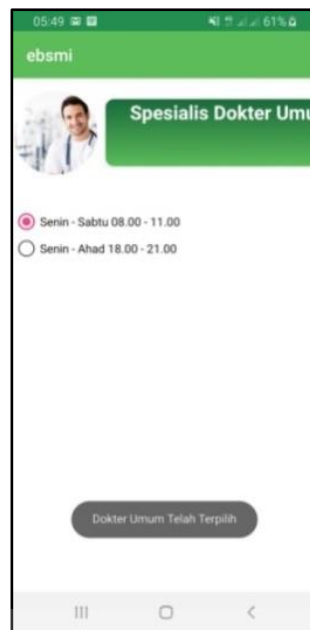 05:49 61%
ebsmi
Spesialis Dokter Umu
Senin - Sabtu 08.00 - 11.00
Senin - Ahad 18.00 - 21.00
Dokter Umum Telah Terpilih